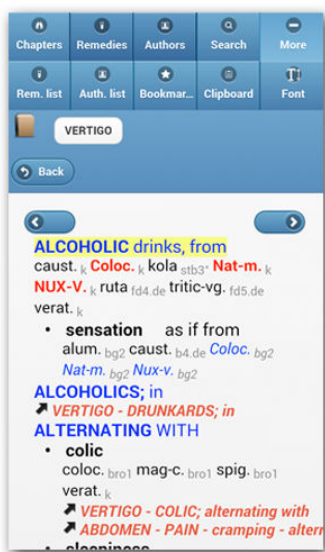 Chapters Remedies Authors Search More
Rem. list Auth. list Bookmar... Clipboard Font
VERTIGO
Back
ALCOHOLIC drinks, from
caust. k Coloc. k kola stb3* Nat-m. k
NUX-V. k ruta fd4.de tritic-vg. fd5.de
verat. k
• sensation as if from
alum. bg2 caust. b4.de Coloc. bg2
Nat-m. bg2 Nux-v. bg2
ALCOHOLICS; in
VERTIGO - DRUNKARDS; in
ALTERNATING WITH
• colic
coloc. bro1 mag-c. bro1 spig. bro1
verat. k
VERTIGO - COLIC; alternating with
ABDOMEN - PAIN - cramping - altern
• sleepiness